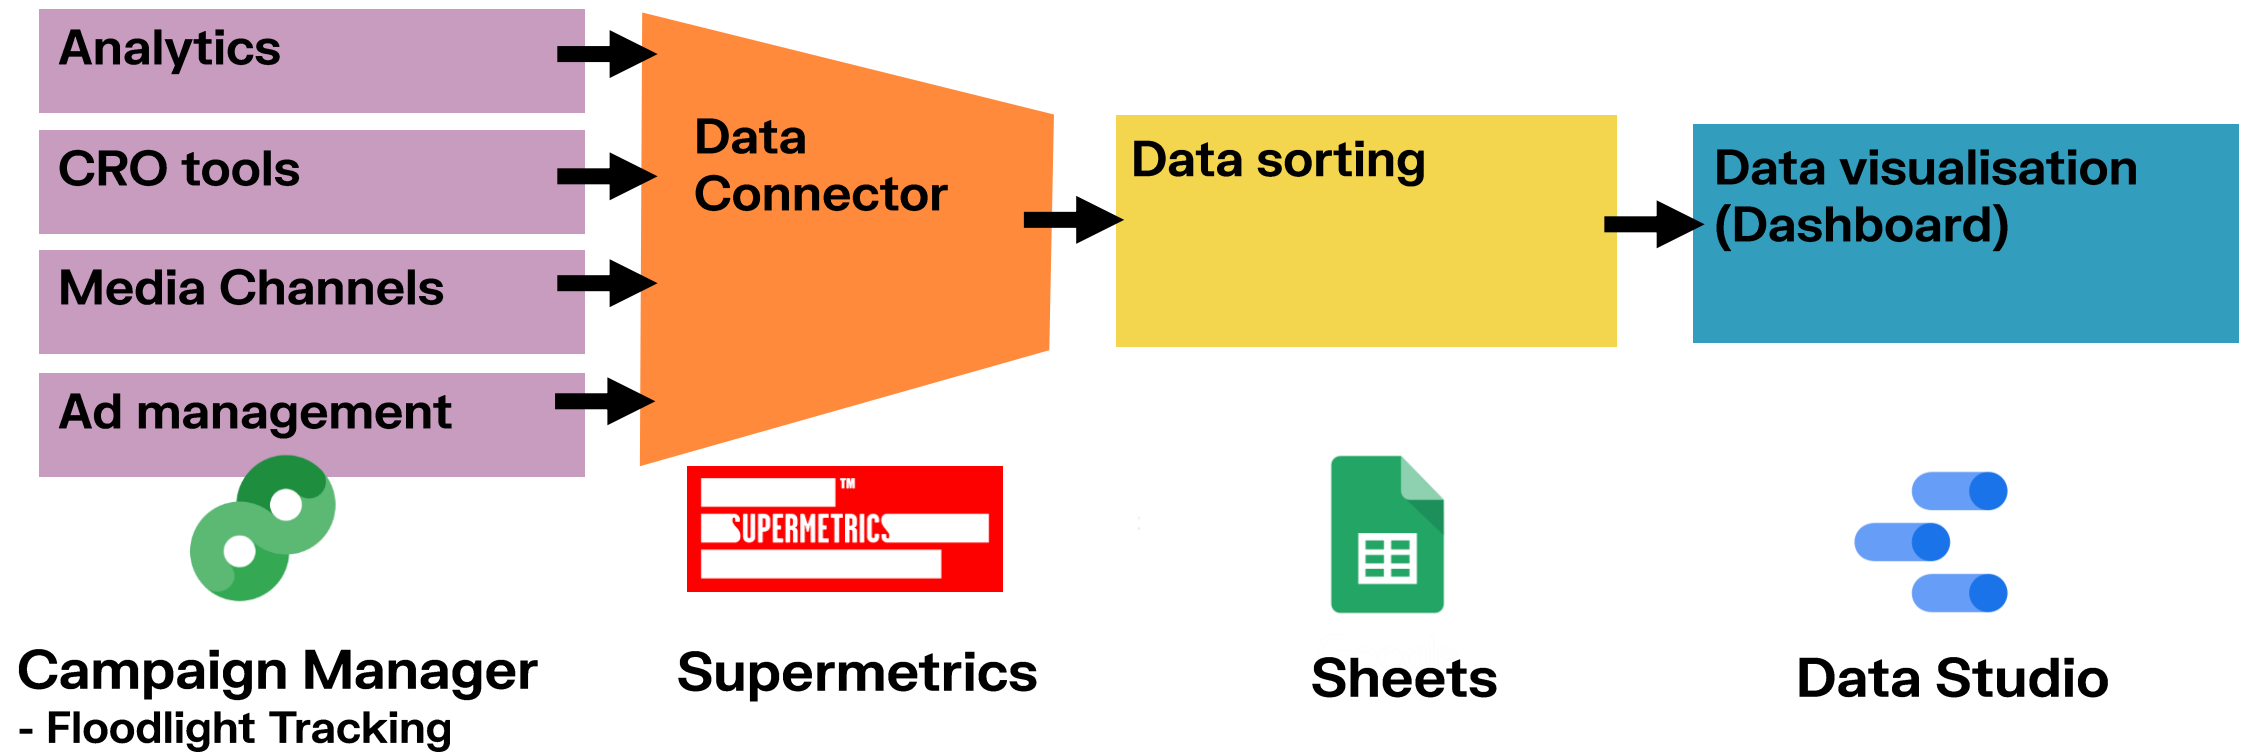 Analytics
CRO tools
Media Channels
Ad management
Data
Connector
Data sorting
Data visualisation
(Dashboard)
TM
SUPERMETRICS
Campaign Manager
- Floodlight Tracking
Supermetrics
Sheets
Data Studio